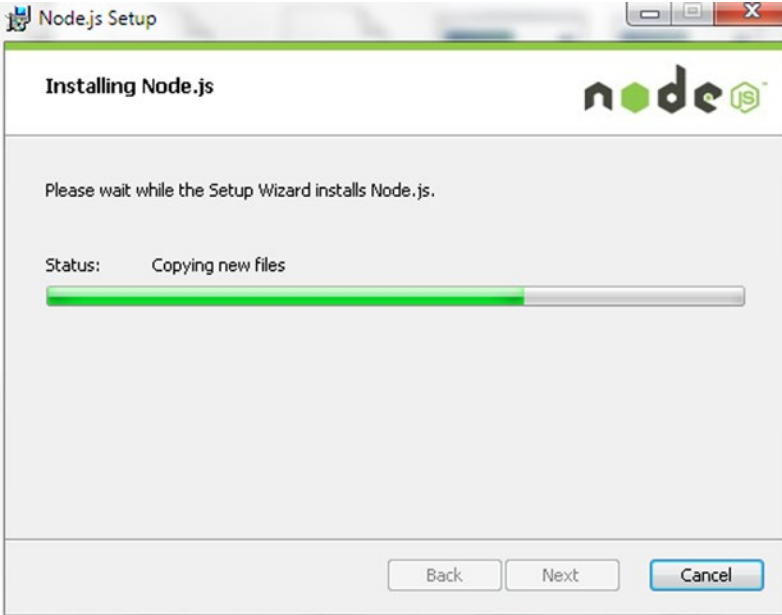 Node.js Setup
Installing Node.js
node JS
Please wait while the Setup Wizard installs Node.js.
Status: Copying new files
Back Next Cancel